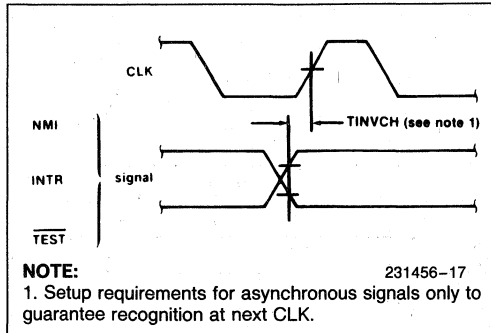 CLK
TINVCH (see note 1)
NMI
INTR
signal
TEST
NOTE:
231456–17
1. Setup requirements for asynchronous signals only to
guarantee recognition at next CLK.